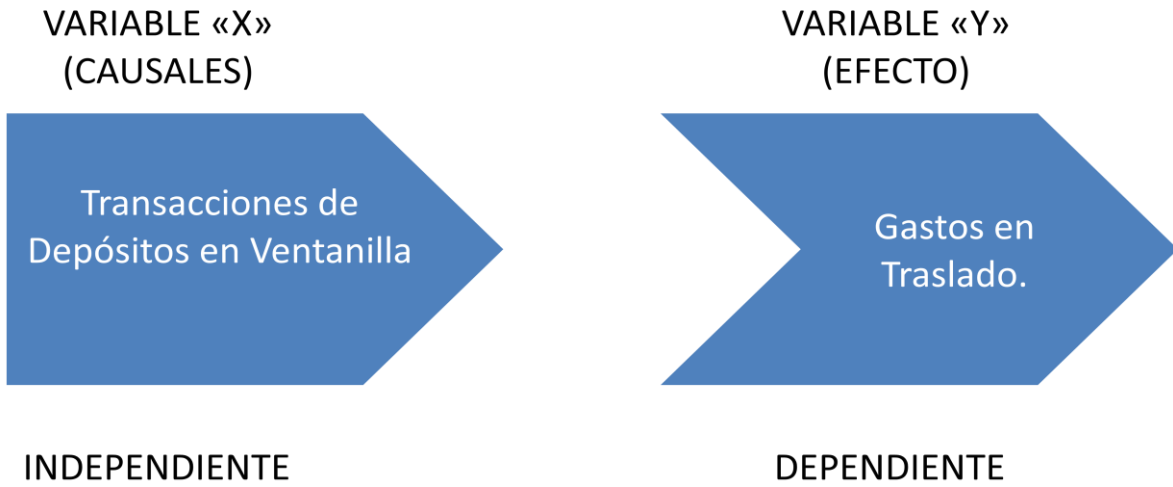 VARIABLE «X»
(CAUSALES)
Transacciones de
Depósitos en Ventanilla
INDEPENDIENTE
VARIABLE «Y»
(EFECTO)
Gastos en
Traslado.
DEPENDIENTE